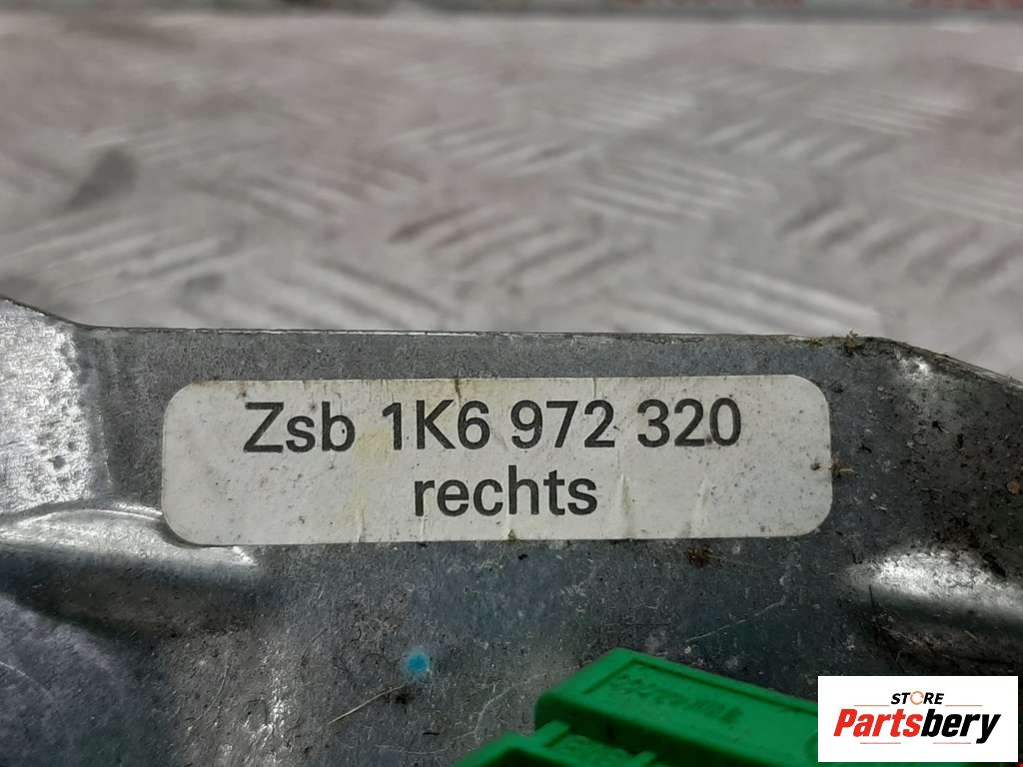 Zsb 1K6 972 320
rechts
STORE
Partsbery